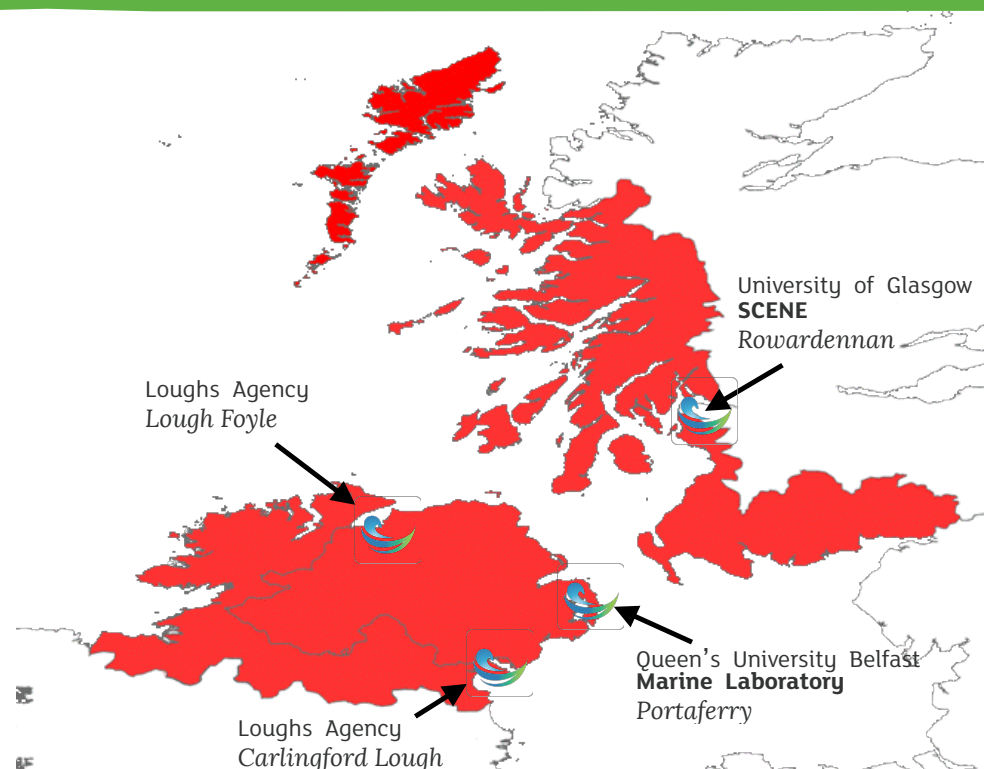 University of Glasgow
SCENE
Rowardennan
Loughs Agency
Lough Foyle
Queen's University Belfast
Marine Laboratory
Portaferry
Loughs Agency
Carlingford Lough